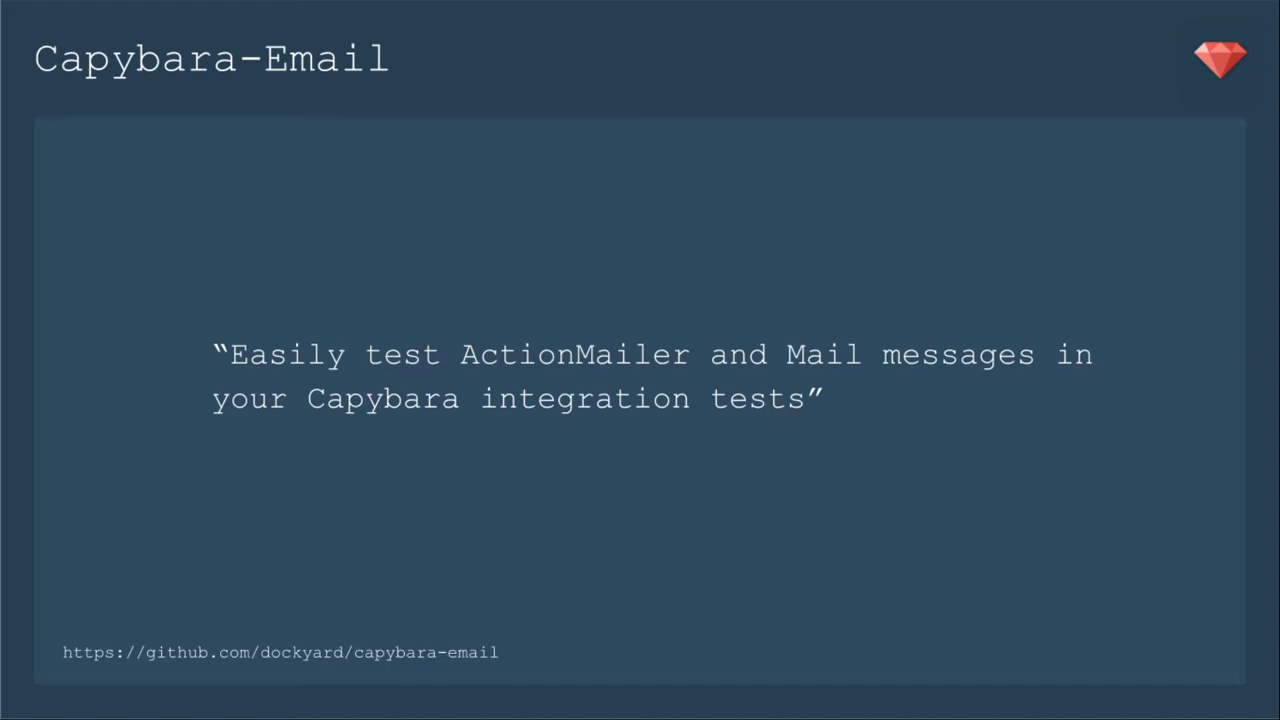 Capybara-Email
“Easily test ActionMailer and Mail messages in
your Capybara integration tests”
https://github.com/dockyard/capybara-email